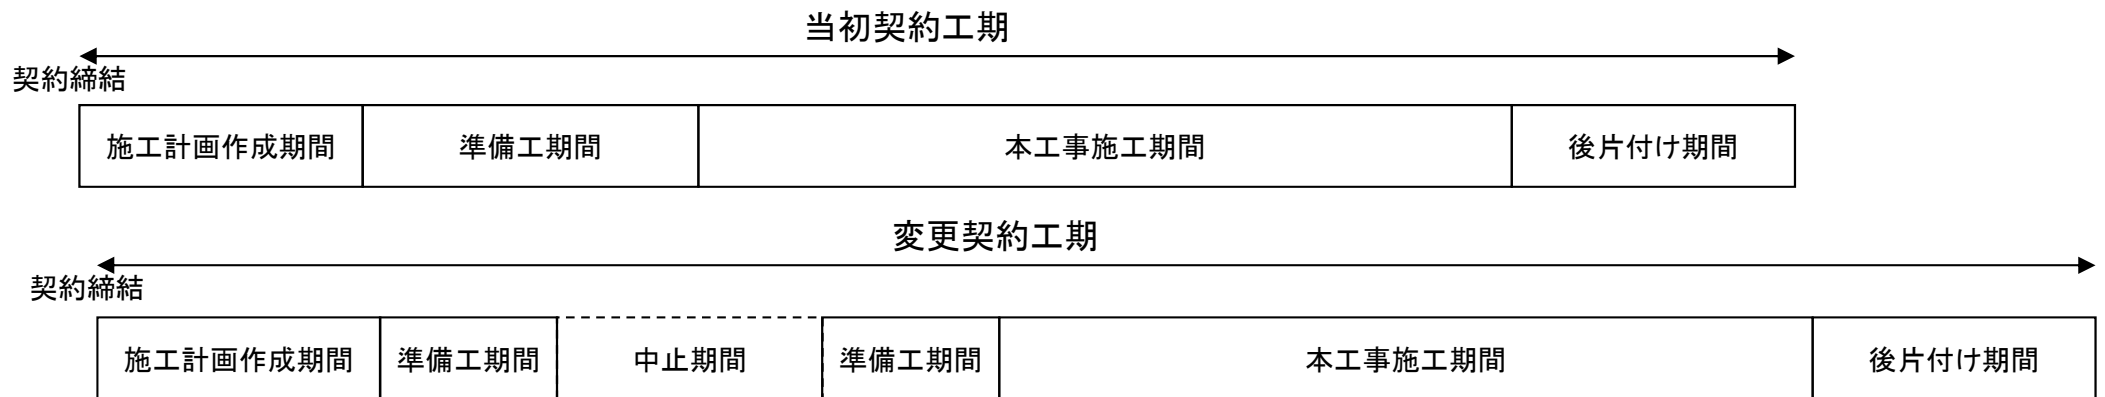 当初契約工期
契約締結
施工計画作成期間 準備工期間 本工事施工期間 後片付け期間
変更契約工期
契約締結
施工計画作成期間 準備工期間 中止期間 準備工期間 本工事施工期間 後片付け期間